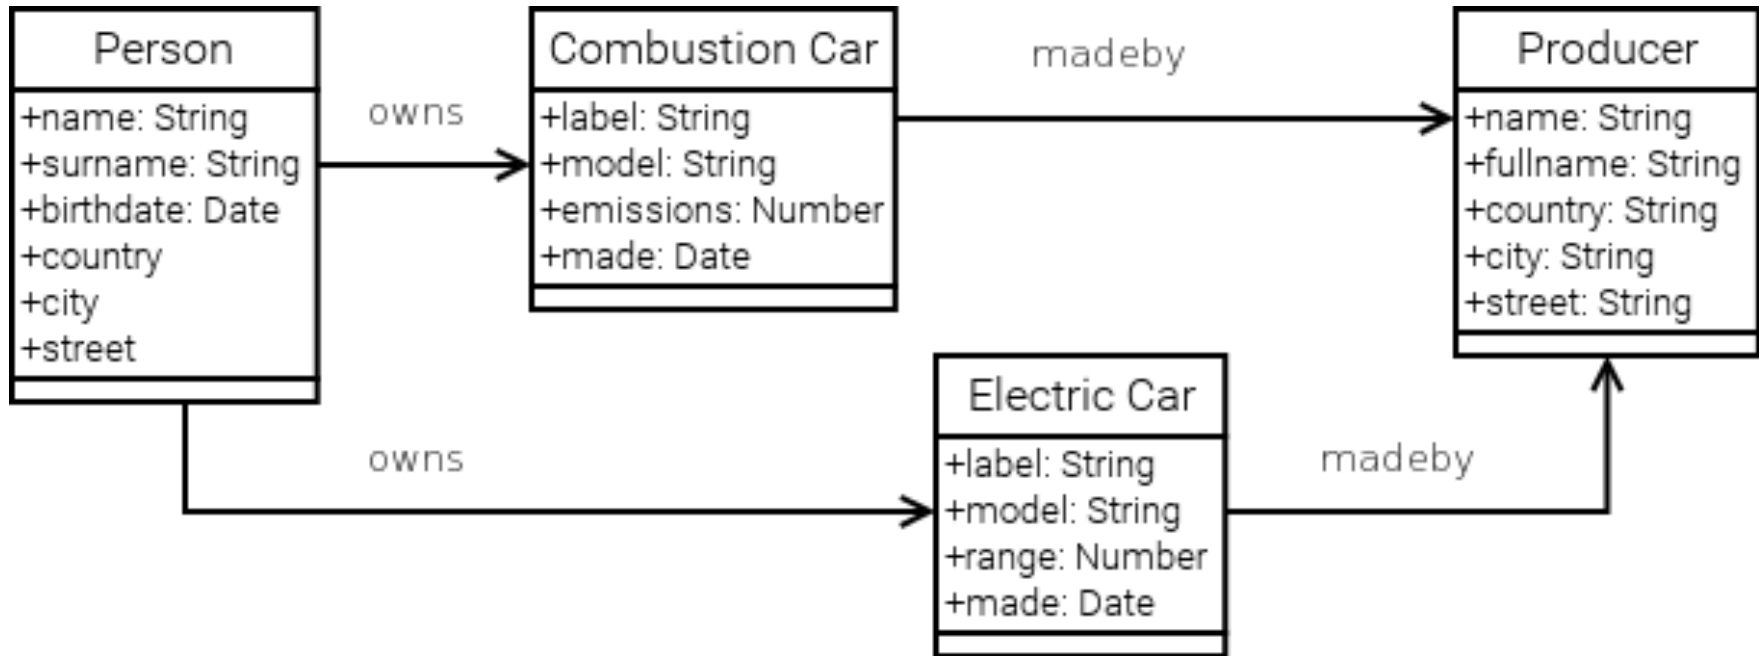 Person
+name: String
+surname: String
+birthdate: Date
+country
+city
+street
owns
Combustion Car
+label: String
+model: String
+emissions: Number
+made: Date
madeby
Producer
+name: String
+fullname: String
+country: String
+city: String
+street: String
owns
Electric Car
+label: String
+model: String
+range: Number
+made: Date
madeby